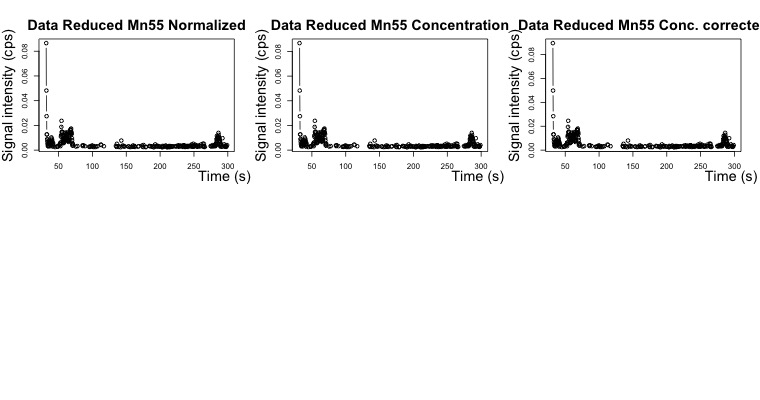 Data Reduced Mn55 Normalized
Signal intensity (cps)
0.00 0.02 0.04 0.06 0.08
50 100 150 200 250 300
Time (s)
Data Reduced Mn55 Concentration
Signal intensity (cps)
0.00 0.02 0.04 0.06 0.08
50 100 150 200 250 300
Time (s)
Data Reduced Mn55 Conc. correcte
Signal intensity (cps)
0.00 0.02 0.04 0.06 0.08
50 100 150 200 250 300
Time (s)